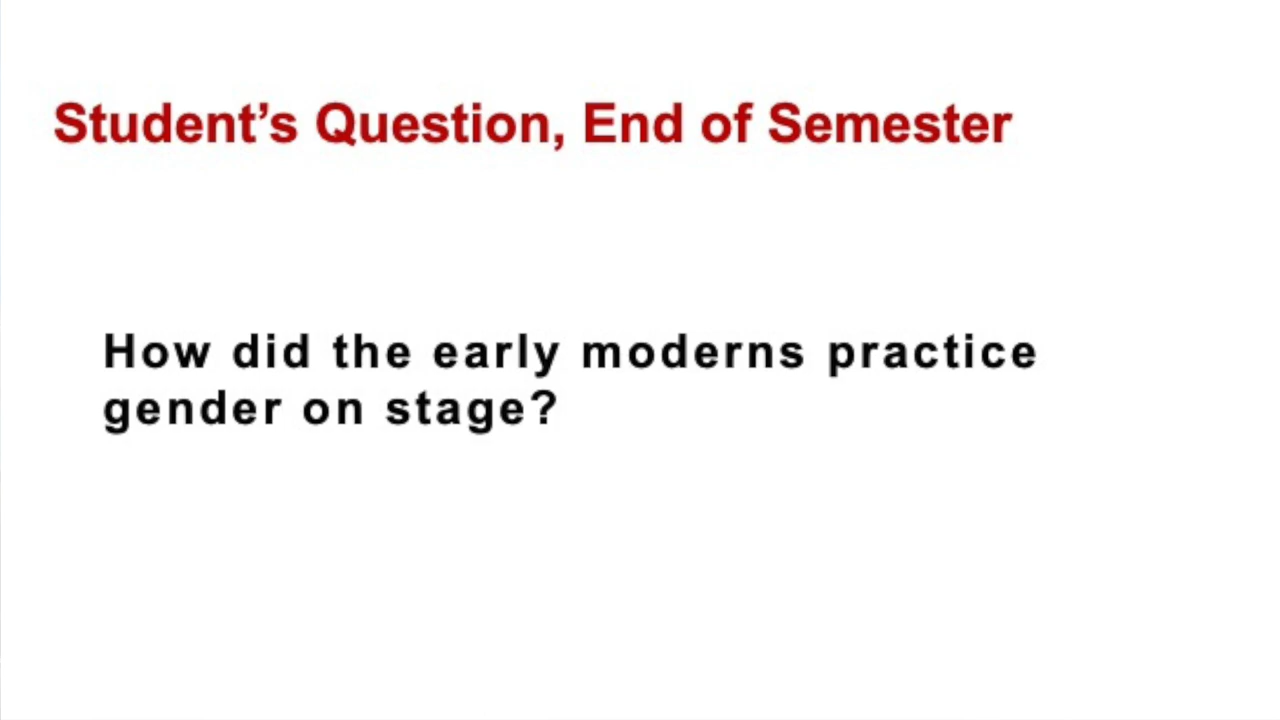 Student’s Question, End of Semester
How did the early moderns practice
gender on stage?